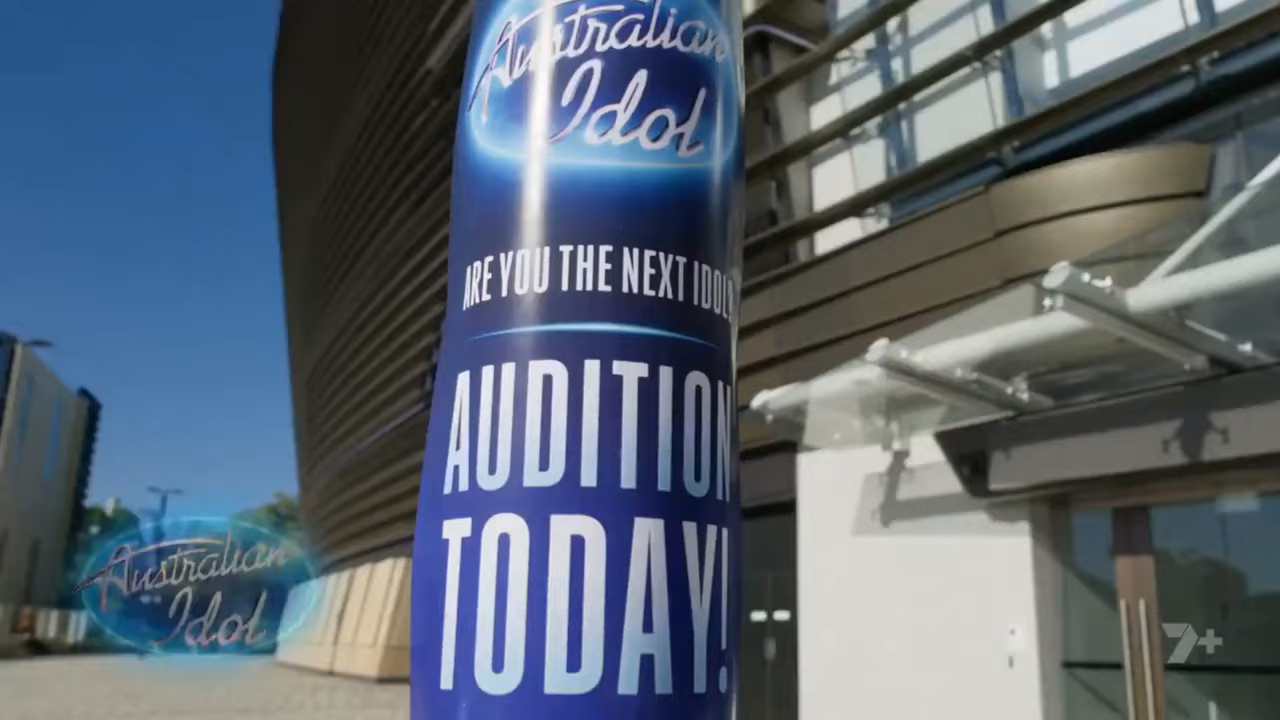 Australian
Idol
ARE YOU THE NEXT IDOL?
AUDITION
TODAY!
Australian
Idol
7+